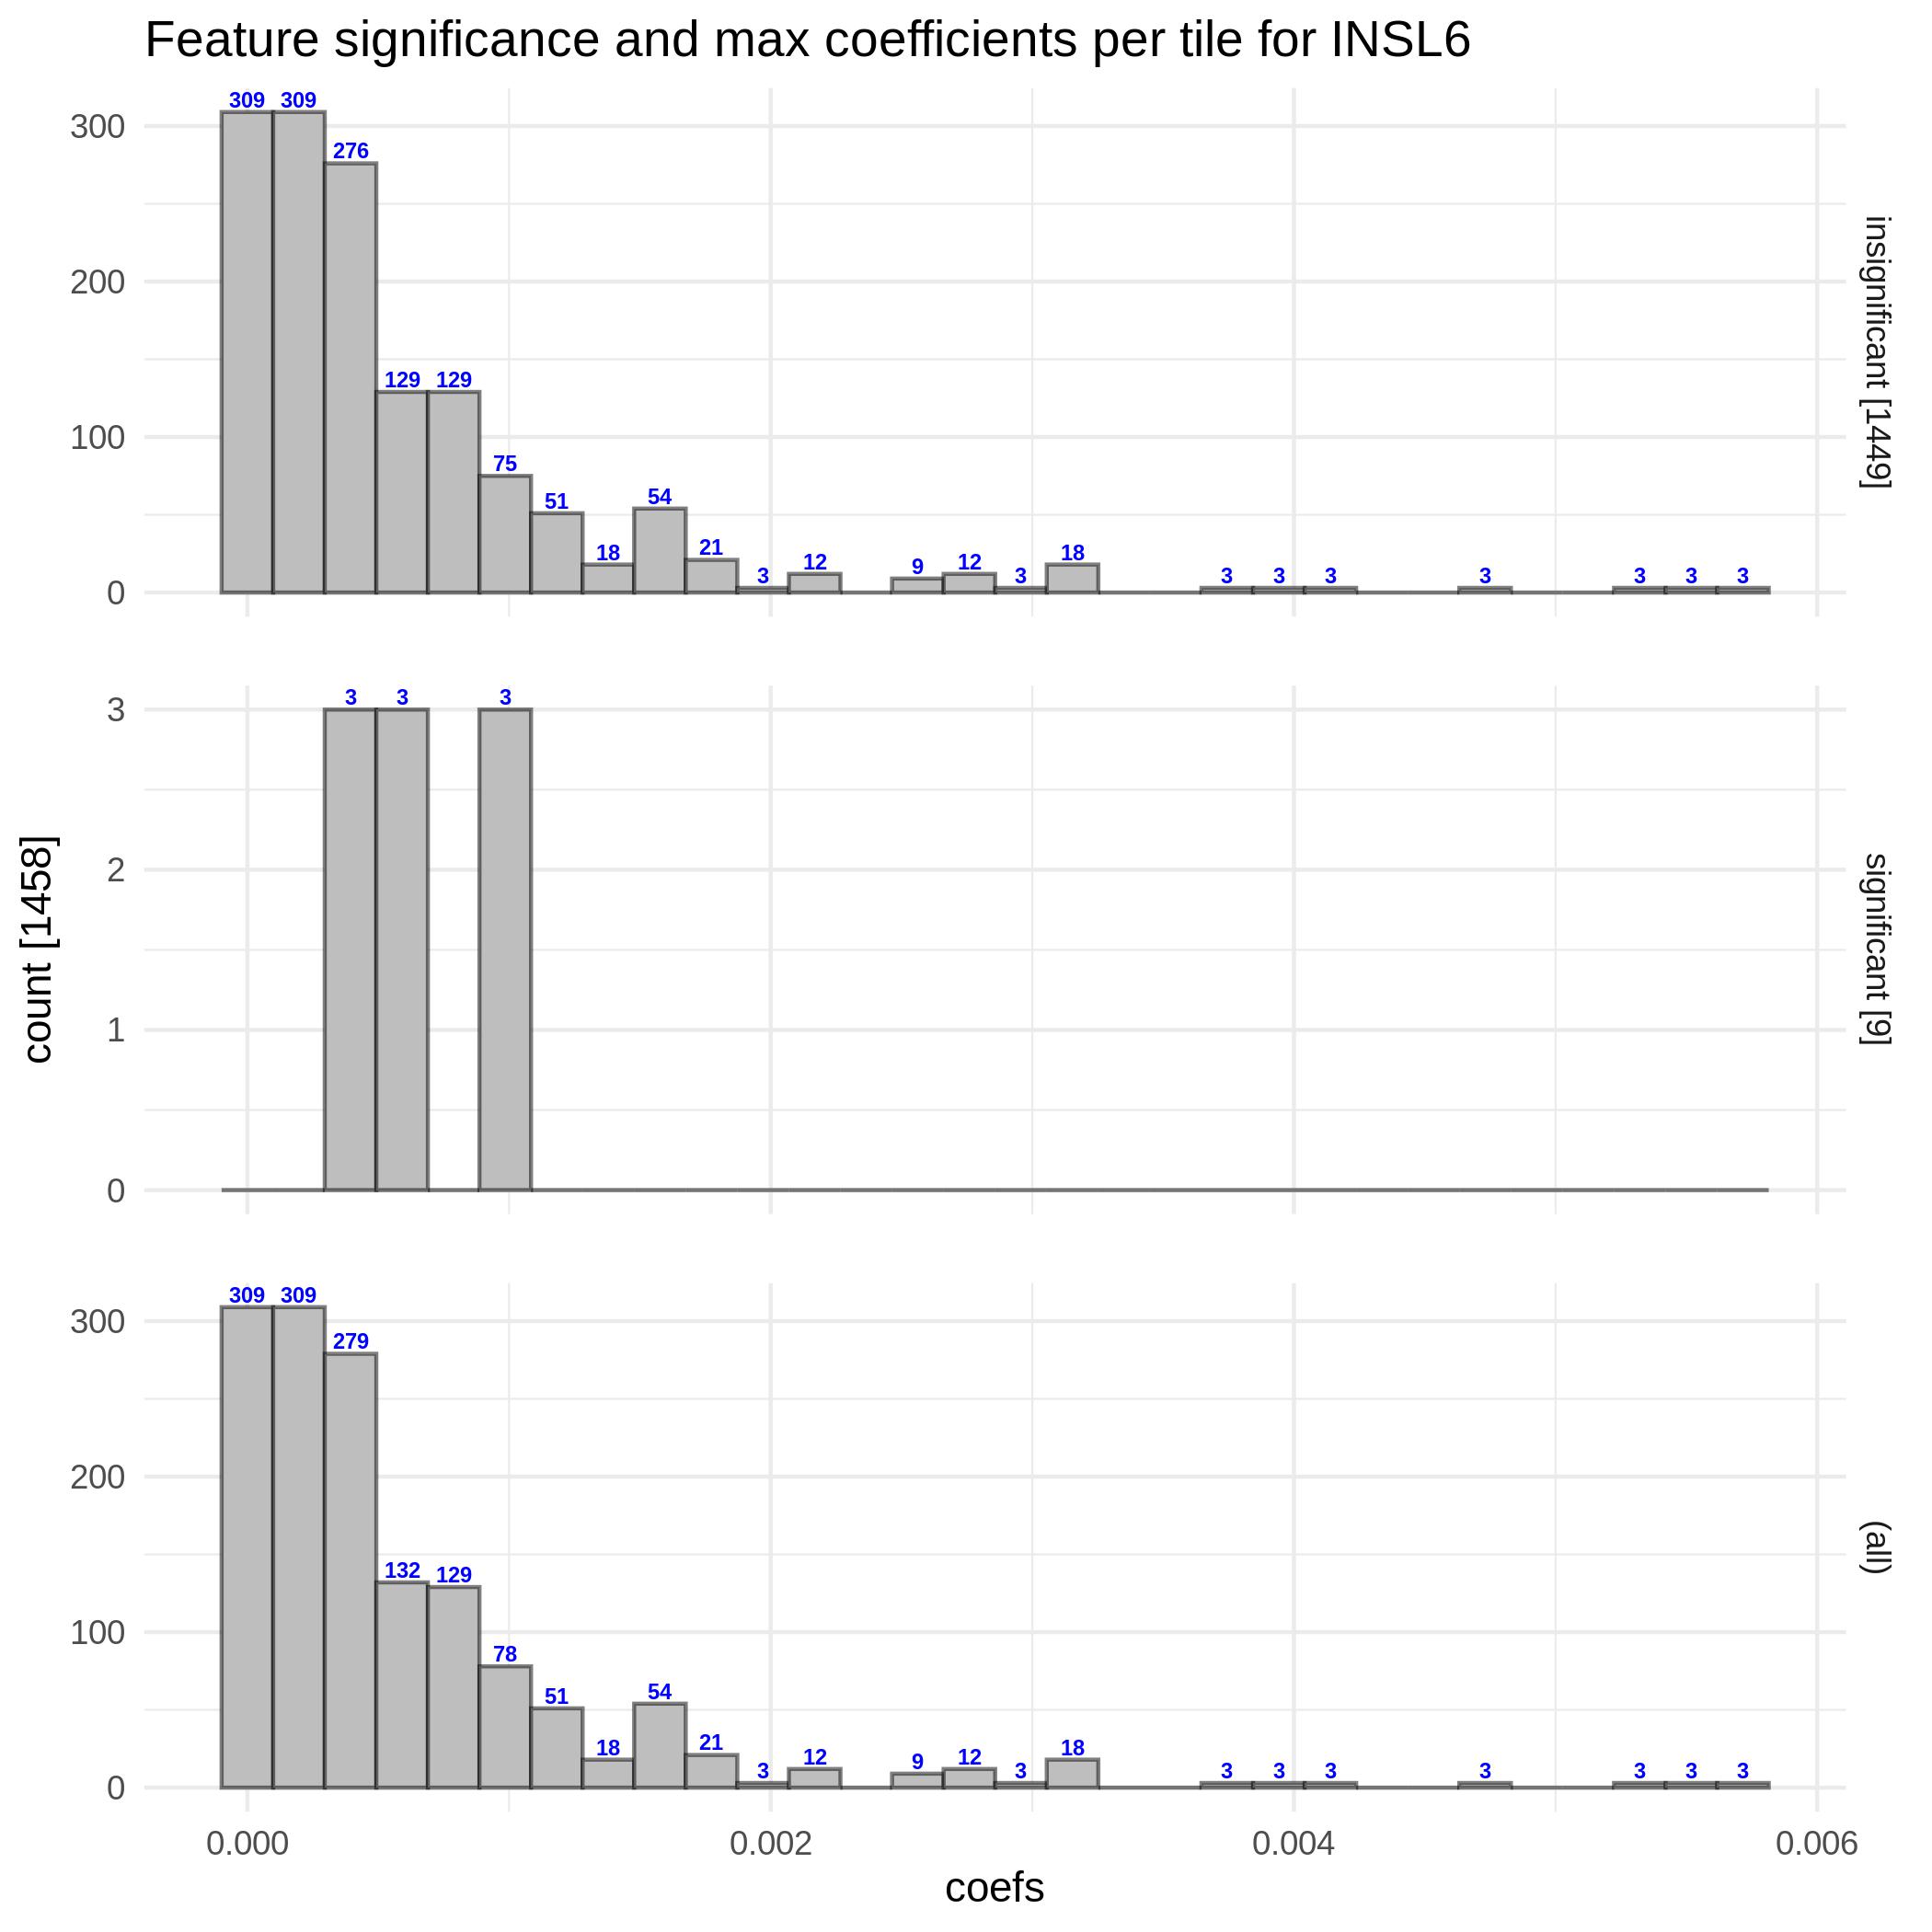 Feature significance and max coefficients per tile for INSL6
309 309 276 129 129 75 51 18 54 21 3 12 9 12 3 18 3 3 3 3 3 3 3
300
200
100
0
insignificant [1449]
3 3 3
3
2
1
0
significant [9]
count [1458]
309 309 279 132 129 78 51 18 54 21 3 12 9 12 3 18 3 3 3 3 3 3 3
300
200
100
0
(all)
0.000 0.002 0.004 0.006
coefs